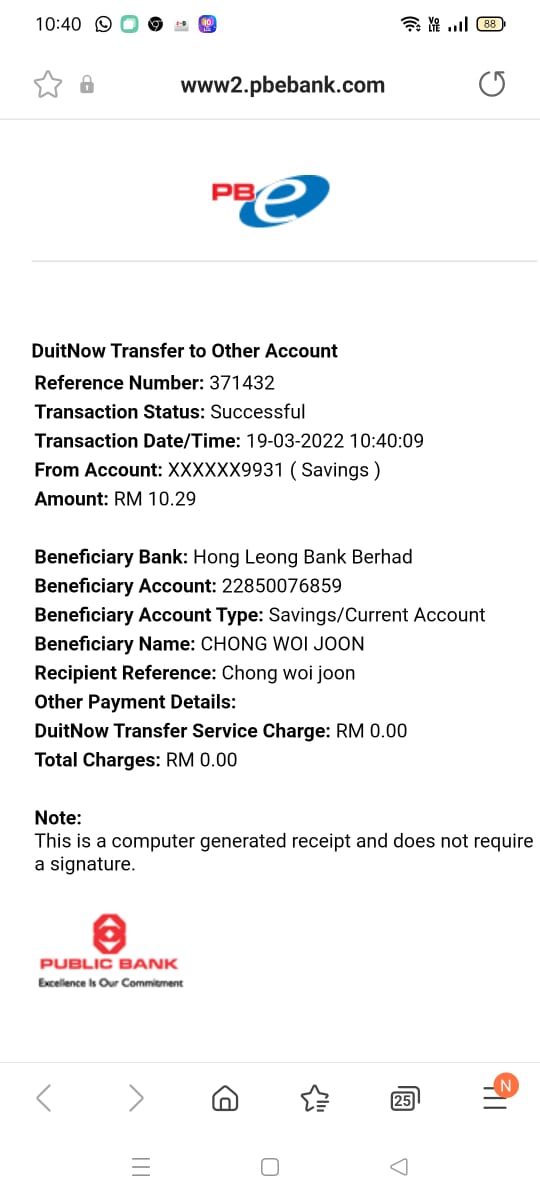 10:40
VO LTE
88
www2.pbebank.com
PBe
DuitNow Transfer to Other Account
Reference Number: 371432
Transaction Status: Successful
Transaction Date/Time: 19-03-2022 10:40:09
From Account: XXXXXX9931 ( Savings )
Amount: RM 10.29
Beneficiary Bank: Hong Leong Bank Berhad
Beneficiary Account: 22850076859
Beneficiary Account Type: Savings/Current Account
Beneficiary Name: CHONG WOI JOON
Recipient Reference: Chong woi joon
Other Payment Details:
DuitNow Transfer Service Charge: RM 0.00
Total Charges: RM 0.00
Note:
This is a computer generated receipt and does not require
a signature.
PUBLIC BANK
Excellence Is Our Commitment
25
N